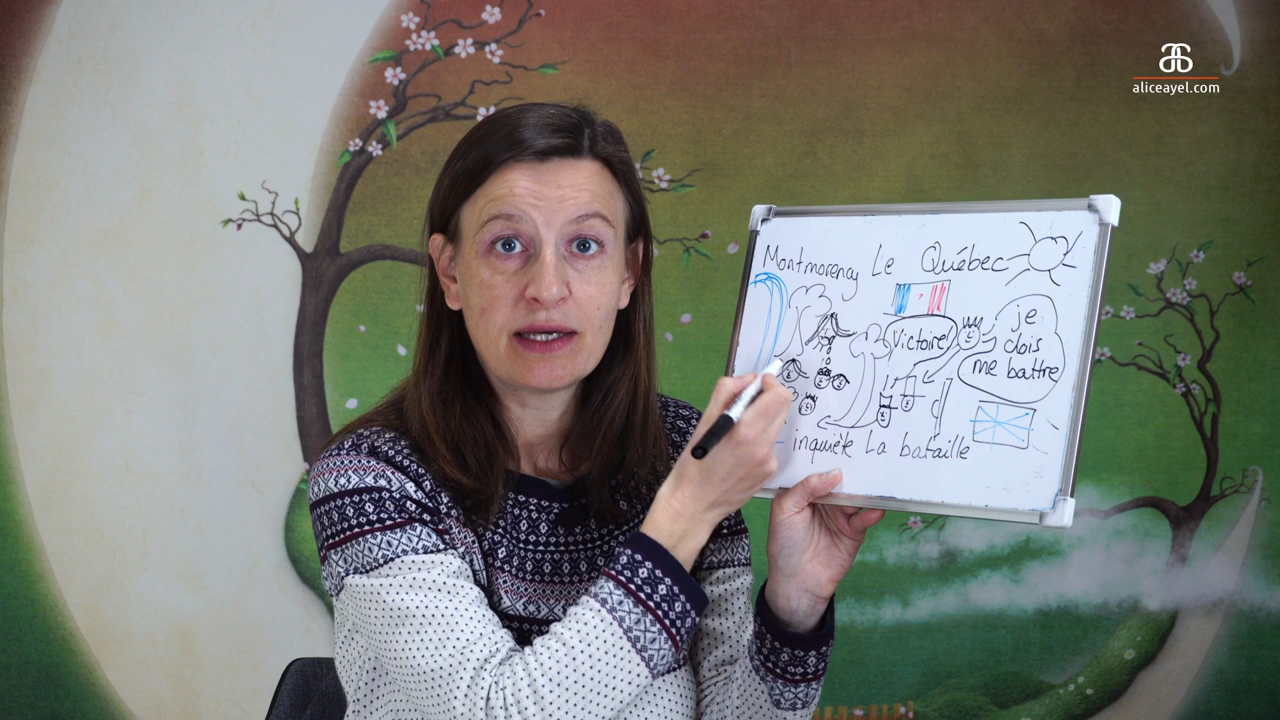 aliceayel.com
Montmorency Le Québec
Victoire!
je
dois
me battre
inquiète La bataille